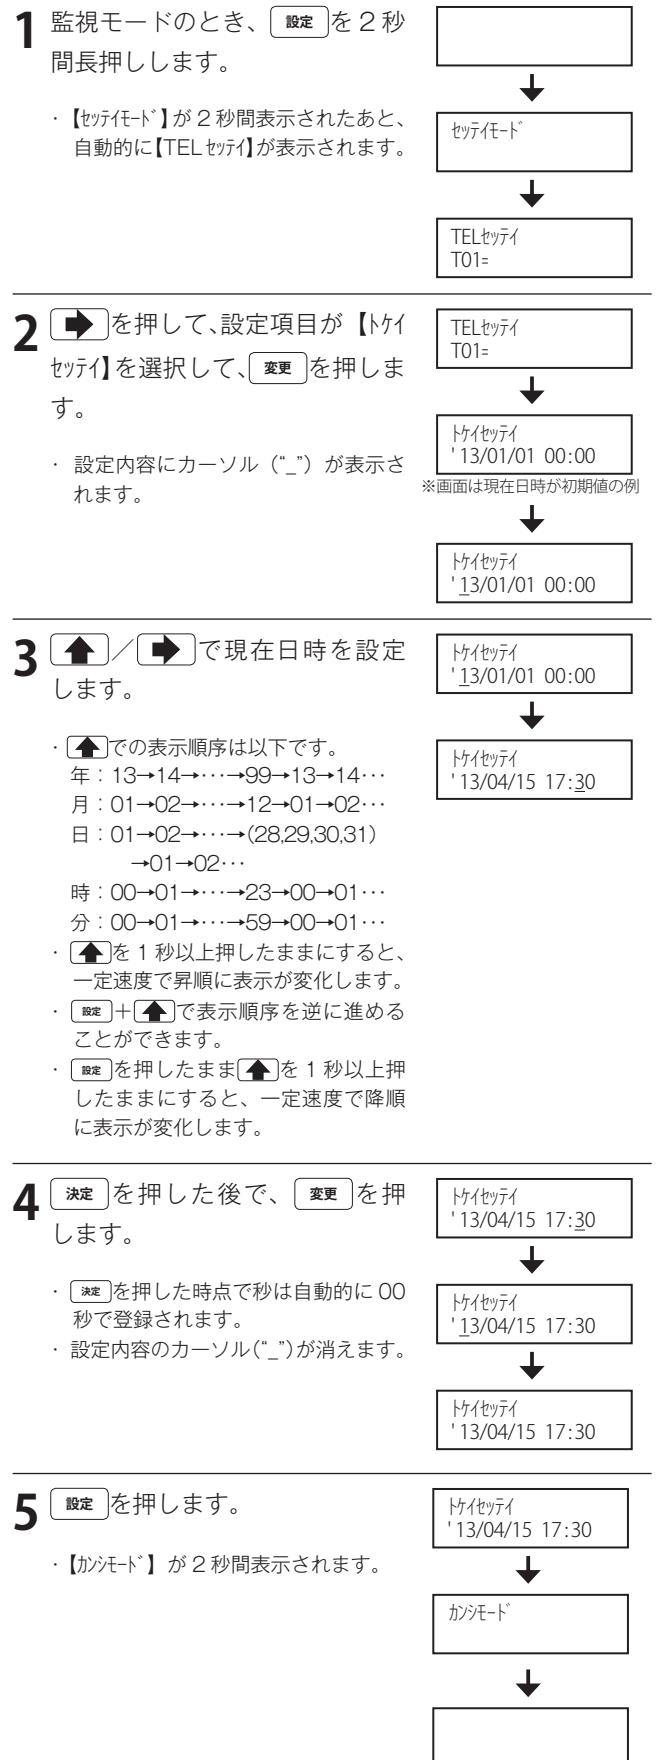 1 監視モードのとき、 設定 を2秒
間長押しします。
・【ｾｯﾃｲﾓｰﾄﾞ】が2秒間表示されたあと、
自動的に【TELｾｯﾃｲ】が表示されます。
ｾｯﾃｲﾓｰﾄﾞ
TELｾｯﾃｲ
T01=
2 ➡ を押して、設定項目が【ﾄｹｲ
ｾｯﾃｲ】を選択して、 変更 を押しま
す。
・ 設定内容にカーソル（“_”）が表示さ
れます。
TELｾｯﾃｲ
T01=
ﾄｹｲｾｯﾃｲ
'13/01/01 00:00
※画面は現在日時が初期値の例
ﾄｹｲｾｯﾃｲ
'13/01/01 00:00
3 ⬆ ／ ➡ で現在日時を設定
します。
・ ⬆ での表示順序は以下です。
年：13→14→･･･→99→13→14･･･
月：01→02→･･･→12→01→02･･･
日：01→02→･･･→(28,29,30,31)
→01→02･･･
時：00→01→･･･→23→00→01･･･
分：00→01→･･･→59→00→01･･･
・ ⬆ を1秒以上押したままにすると、
一定速度で昇順に表示が変化します。
・ 設定 ＋ ⬆ で表示順序を逆に進める
ことができます。
・ 設定 を押したまま ⬆ を1秒以上押
したままにすると、一定速度で降順
に表示が変化します。
ﾄｹｲｾｯﾃｲ
'13/01/01 00:00
ﾄｹｲｾｯﾃｲ
'13/04/15 17:30
4 決定 を押した後で、 変更 を押
します。
・ 決定 を押した時点で秒は自動的に00
秒で登録されます。
・ 設定内容のカーソル（“_”）が消えます。
ﾄｹｲｾｯﾃｲ
'13/04/15 17:30
ﾄｹｲｾｯﾃｲ
'13/04/15 17:30
ﾄｹｲｾｯﾃｲ
'13/04/15 17:30
5 設定 を押します。
・【ｶﾝｼﾓｰﾄﾞ】が2秒間表示されます。
ﾄｹｲｾｯﾃｲ
'13/04/15 17:30
ｶﾝｼﾓｰﾄﾞ